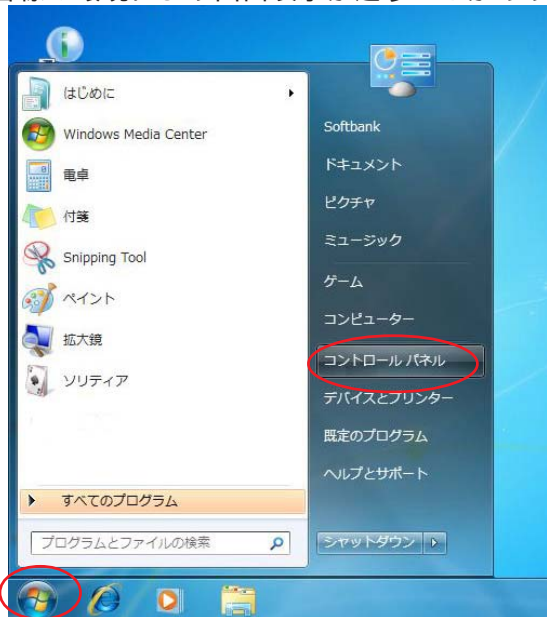 はじめに
Windows Media Center
電卓
付箋
Snipping Tool
ペイント
拡大鏡
ソリティア
すべてのプログラム
プログラムとファイルの検索
Softbank
ドキュメント
ピクチャ
ミュージック
ゲーム
コンピューター
コントロール パネル
デバイスとプリンター
既定のプログラム
ヘルプとサポート
シャットダウン